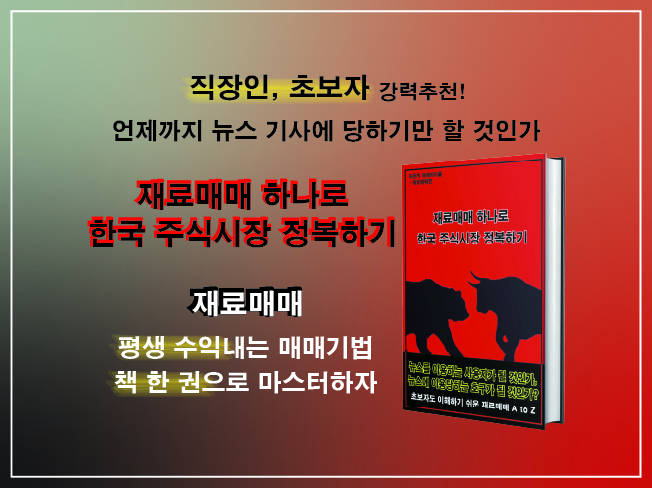 직장인, 초보자 강력추천!
언제까지 뉴스 기사에 당하기만 할 것인가
재료매매 하나로
한국 주식시장 정복하기
재료매매
평생 수익내는 매매기법
책 한 권으로 마스터하자
재료매매 하나로
한국 주식시장 정복하기
뉴스를 이용하는 사용자가 될 것인가,
뉴스에 이용당하는 호구가 될 것인가?
초보자도 이해하기 쉬운 재료매매 A to Z